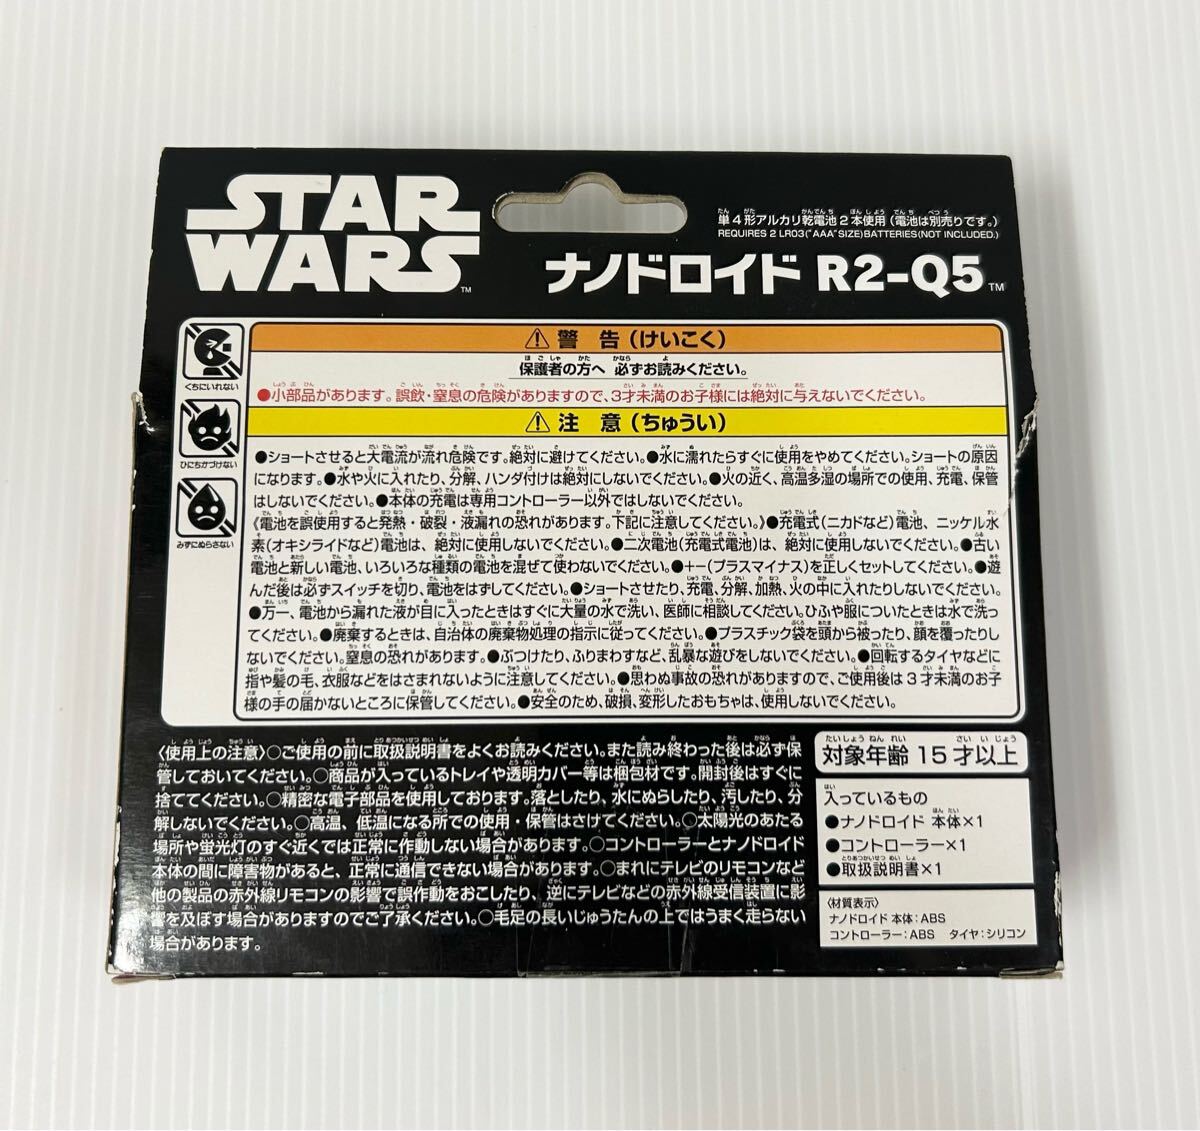 STAR
WARS™
単4形アルカリ乾電池2本使用(電池は別売りです。)
REQUIRES 2 LR03("AAA" SIZE) BATTERIES (NOT INCLUDED.)
ナノドロイド R2-Q5™
くちにいれない
ひにちかづけない
みずにぬらさない
⚠ 警 告 (けいこく)
保護者の方へ 必ずお読みください。
●小部品があります。誤飲・窒息の危険がありますので、3才未満のお子様には絶対に与えないでください。
⚠ 注 意 (ちゅうい)
●ショートさせると大電流が流れ危険です。絶対に避けてください。●水に濡れたらすぐに使用をやめてください。ショートの原因
になります。●水や火に入れたり、分解、ハンダ付けは絶対にしないでください。●火の近く、高温多湿の場所での使用、充電、保管
はしないでください。●本体の充電は専用コントローラー以外ではしないでください。
《電池を誤使用すると発熱・破裂・液漏れの恐れがあります。下記に注意してください。》●充電式(ニカドなど)電池、ニッケル水
素(オキシライドなど)電池は、絶対に使用しないでください。●二次電池(充電式電池)は、絶対に使用しないでください。●古い
電池と新しい電池、いろいろな種類の電池を混ぜて使わないでください。●+-(プラスマイナス)を正しくセットしてください。●遊
んだ後は必ずスイッチを切り、電池をはずしてください。●ショートさせたり、充電、分解、加熱、火の中に入れたりしないでください。
●万一、電池から漏れた液が目に入ったときはすぐに大量の水で洗い、医師に相談してください。ひふや服についたときは水で洗っ
てください。●廃棄するときは、自治体の廃棄物処理の指示に従ってください。●プラスチック袋を頭から被ったり、顔を覆ったりし
ないでください。窒息の恐れがあります。●ぶつけたり、ふりまわすなど、乱暴な遊びをしないでください。●回転するタイヤなどに
指や髪の毛、衣服などをはさまれないように注意してください。●思わぬ事故の恐れがありますので、ご使用後は3才未満のお子
様の手の届かないところに保管してください。●安全のため、破損、変形したおもちゃは、使用しないでください。
〈使用上の注意〉○ご使用の前に取扱説明書をよくお読みください。また読み終わった後は必ず保
管しておいてください。○商品が入っているトレイや透明カバー等は梱包材です。開封後はすぐに
捨ててください。○精密な電子部品を使用しております。落としたり、水にぬらしたり、汚したり、分
解しないでください。○高温、低温になる所での使用・保管はさけてください。○太陽光のあたる
場所や蛍光灯のすぐ近くでは正常に作動しない場合があります。○コントローラーとナノドロイド
本体の間に障害物があると、正常に通信できない場合があります。○まれにテレビのリモコンなど
他の製品の赤外線リモコンの影響で誤作動をおこしたり、逆にテレビなどの赤外線受信装置に影
響を及ぼす場合がありますのでご了承ください。○毛足の長いじゅうたんの上ではうまく走らない
場合があります。
対象年齢 15才以上
入っているもの
●ナノドロイド 本体×1
●コントローラー×1
●取扱説明書×1
〈材質表示〉
ナノドロイド 本体:ABS
コントローラー:ABS タイヤ:シリコン